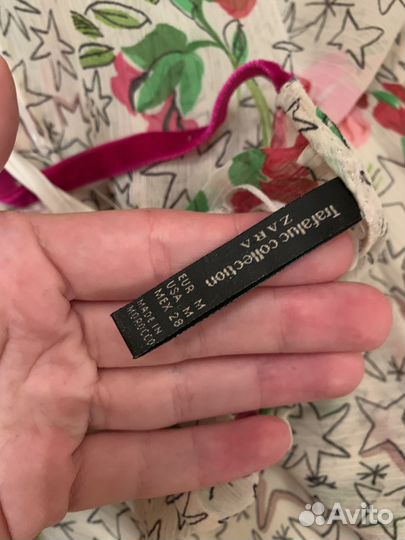 Trafaluc collection
ZARA
EUR M
USA M
MEX 28
MADE IN
MOROCCO
Avito